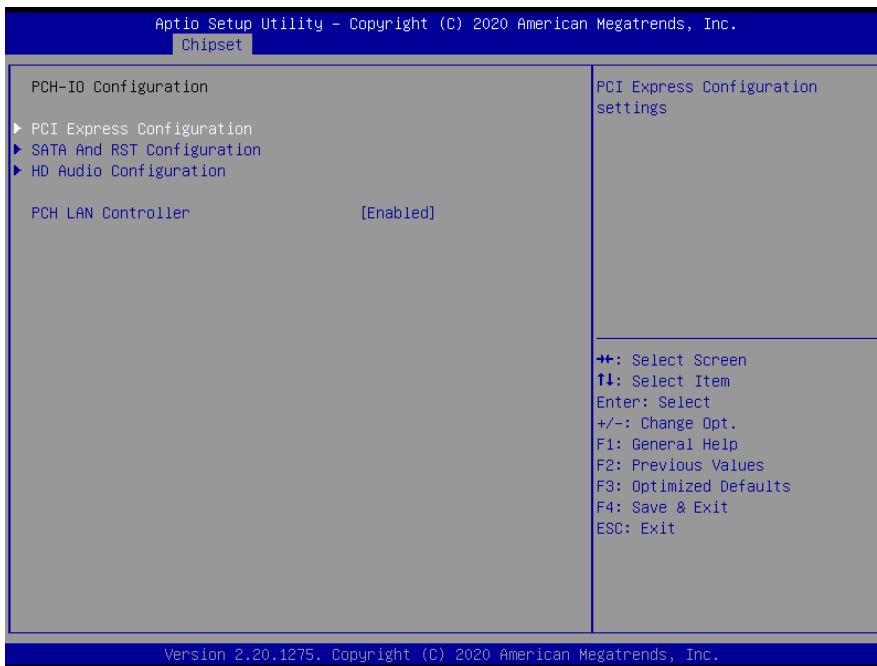 Aptio Setup Utility – Copyright (C) 2020 American Megatrends, Inc.
Chipset
PCH-IO Configuration
PCI Express Configuration
SATA And RST Configuration
HD Audio Configuration
PCH LAN Controller [Enabled]
PCI Express Configuration
settings
→←: Select Screen
↑↓: Select Item
Enter: Select
+/-: Change Opt.
F1: General Help
F2: Previous Values
F3: Optimized Defaults
F4: Save & Exit
ESC: Exit
Version 2.20.1275. Copyright (C) 2020 American Megatrends, Inc.